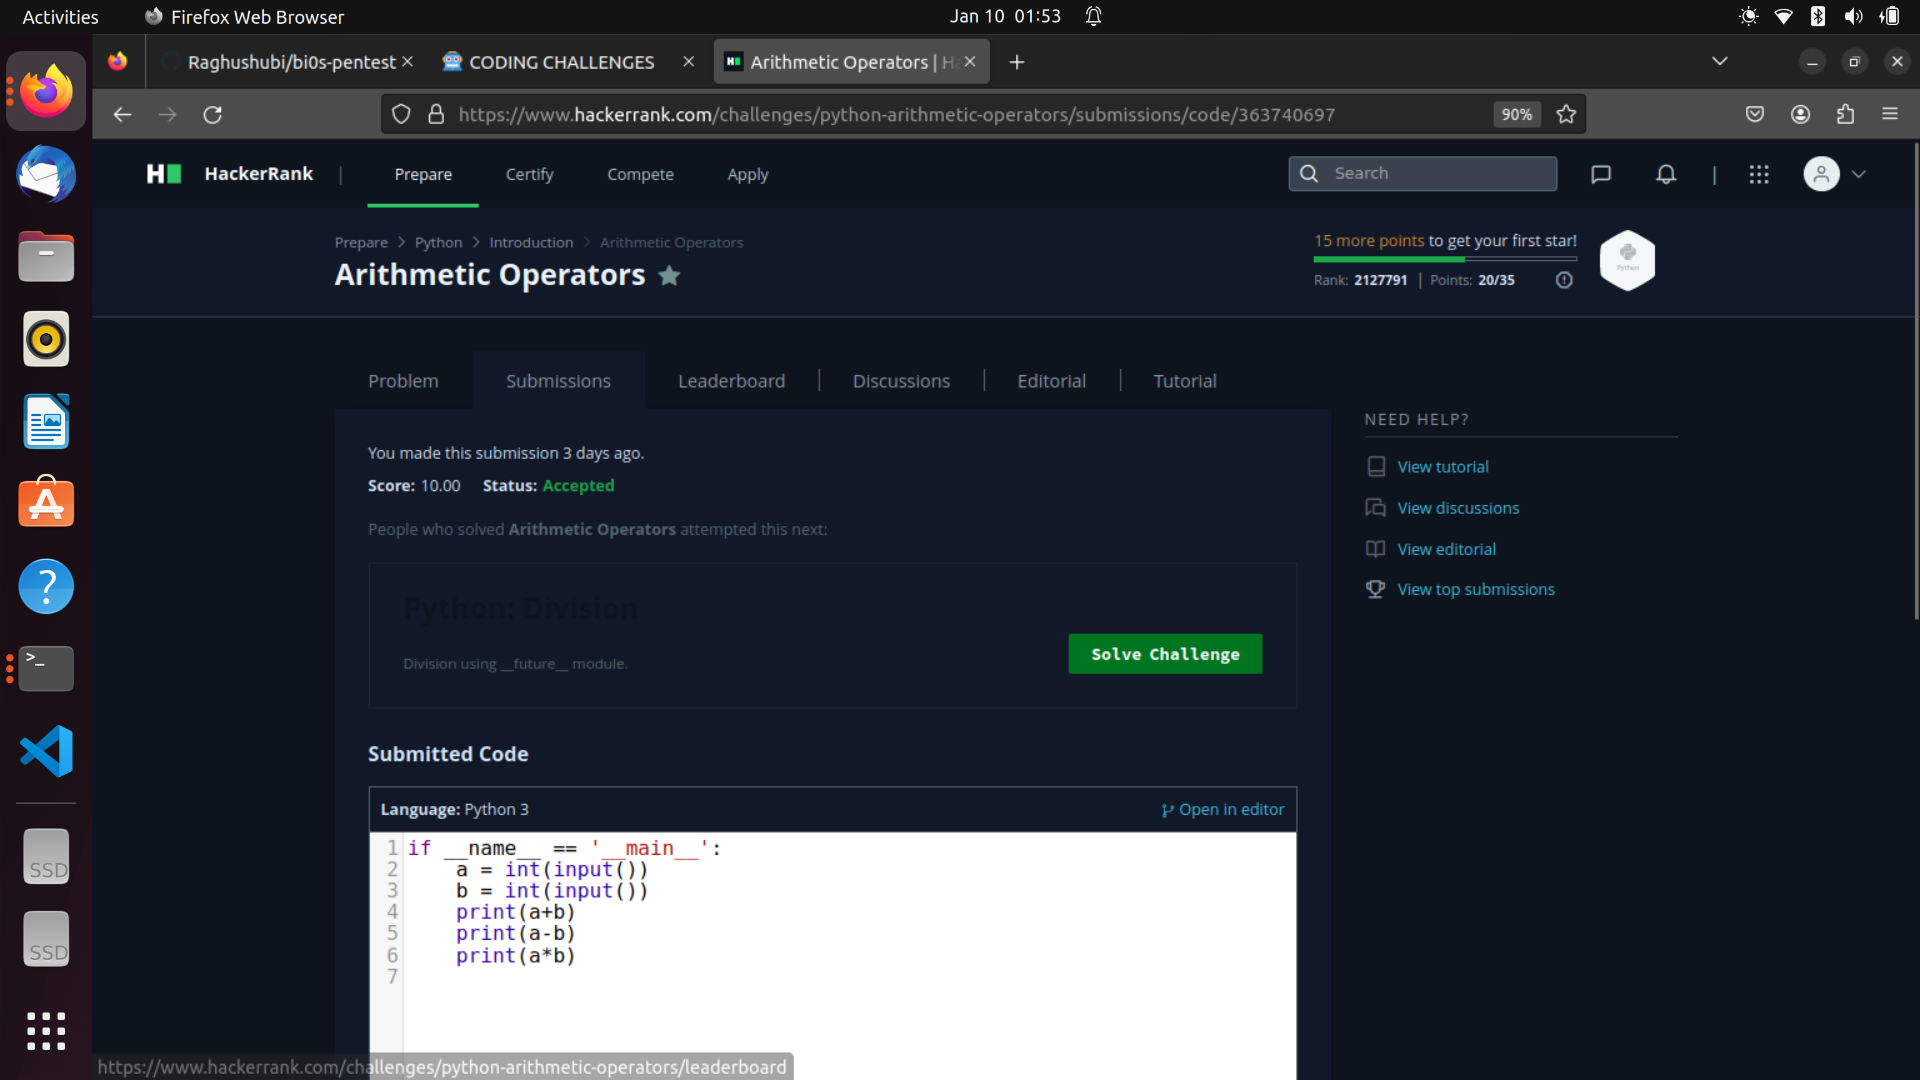 Activities Firefox Web Browser Jan 10 01:53
Raghushubi/bi0s-pentest CODING CHALLENGES Arithmetic Operators | H
https://www.hackerrank.com/challenges/python-arithmetic-operators/submissions/code/363740697 90%
HackerRank | Prepare Certify Compete Apply Search |
Prepare > Python > Introduction > Arithmetic Operators
Arithmetic Operators
15 more points to get your first star!
Rank: 2127791 | Points: 20/35
Python
Problem Submissions Leaderboard Discussions Editorial Tutorial
You made this submission 3 days ago.
Score: 10.00 Status: Accepted
People who solved Arithmetic Operators attempted this next:
Python: Division
Division using __future__ module.
Solve Challenge
NEED HELP?
View tutorial
View discussions
View editorial
View top submissions
Submitted Code
Language: Python 3 Open in editor
1 if __name__ == '__main__':
2 a = int(input())
3 b = int(input())
4 print(a+b)
5 print(a-b)
6 print(a*b)
7
SSD
SSD
https://www.hackerrank.com/challenges/python-arithmetic-operators/leaderboard